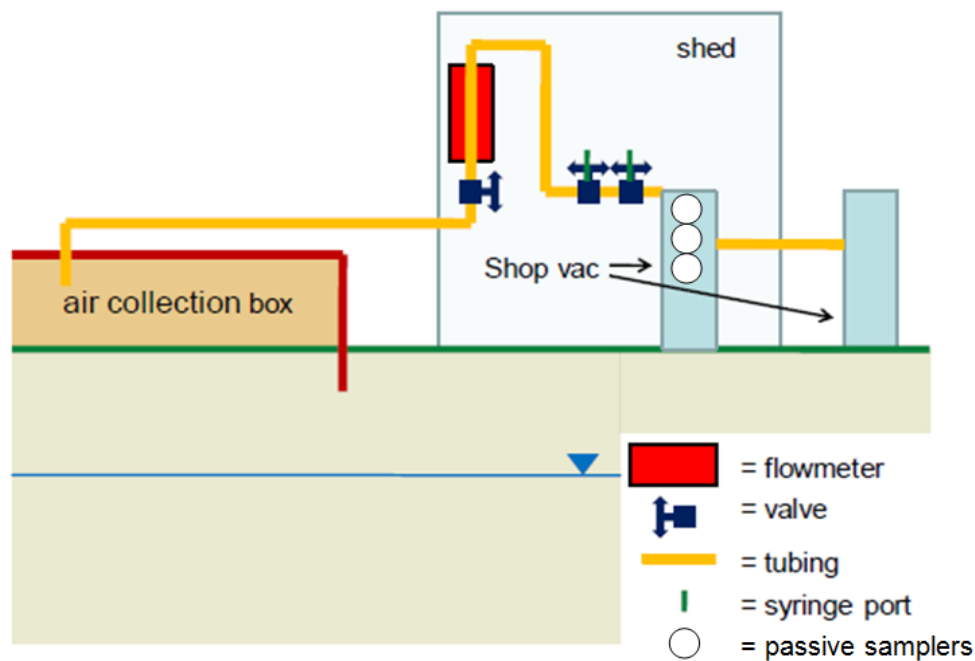 shed
Shop vac
air collection box
= flowmeter
= valve
= tubing
= syringe port
= passive samplers